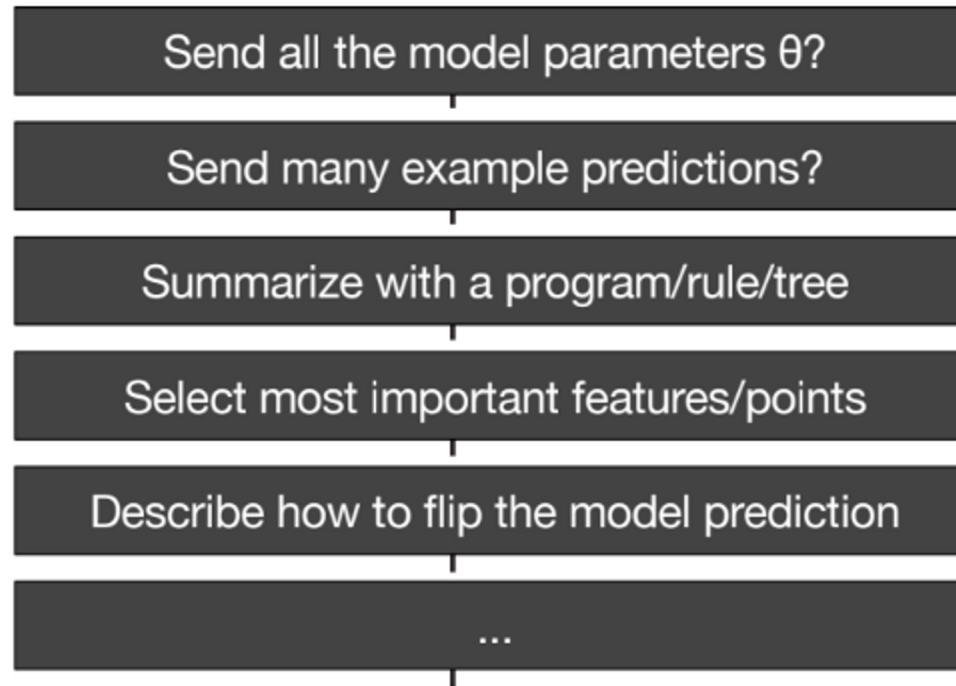 Send all the model parameters θ?
Send many example predictions?
Summarize with a program/rule/tree
Select most important features/points
Describe how to flip the model prediction
...